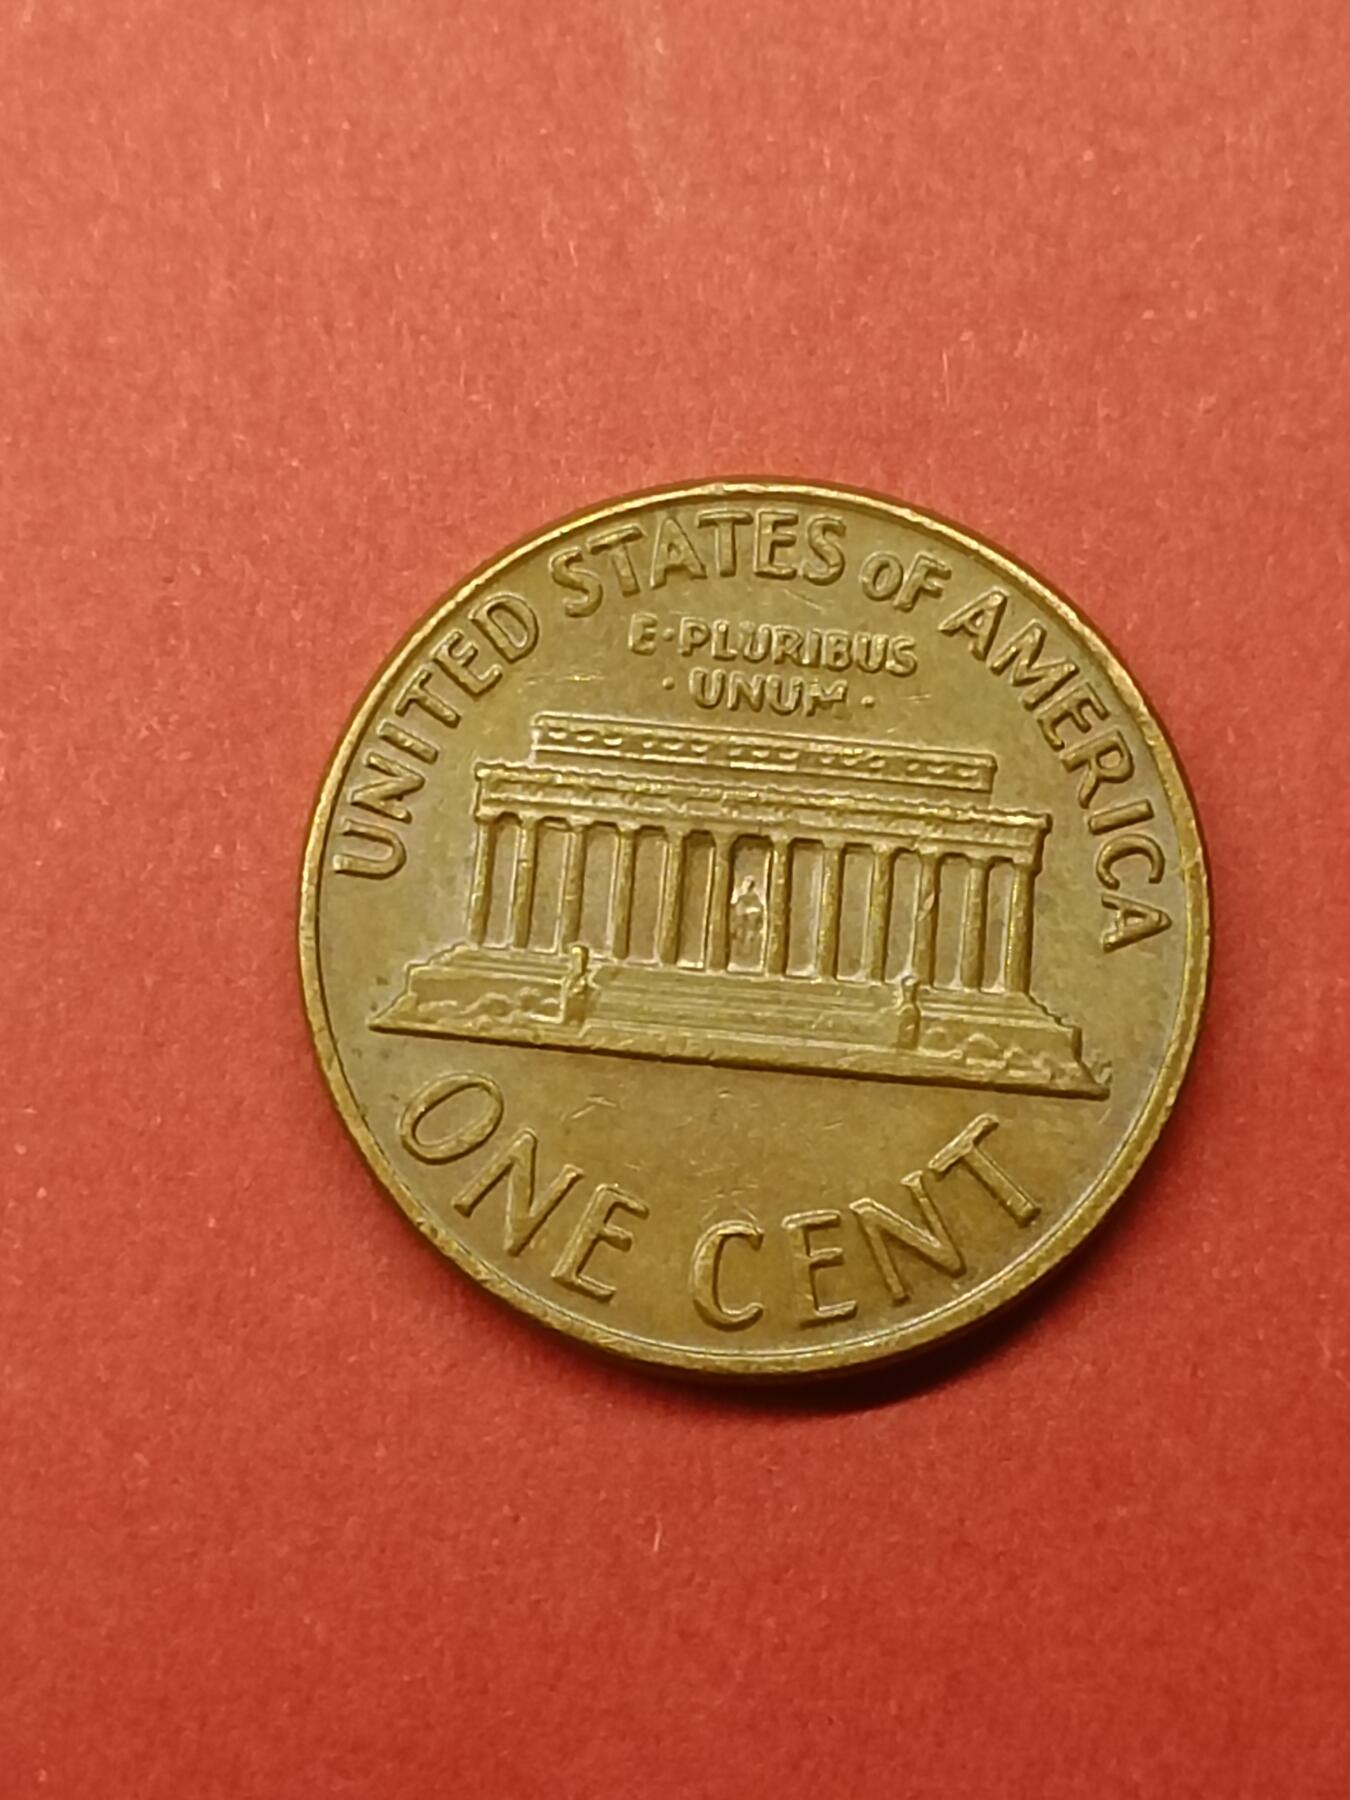 UNITED STATES OF AMERICA
E·PLURIBUS
·UNUM·
ONE CENT